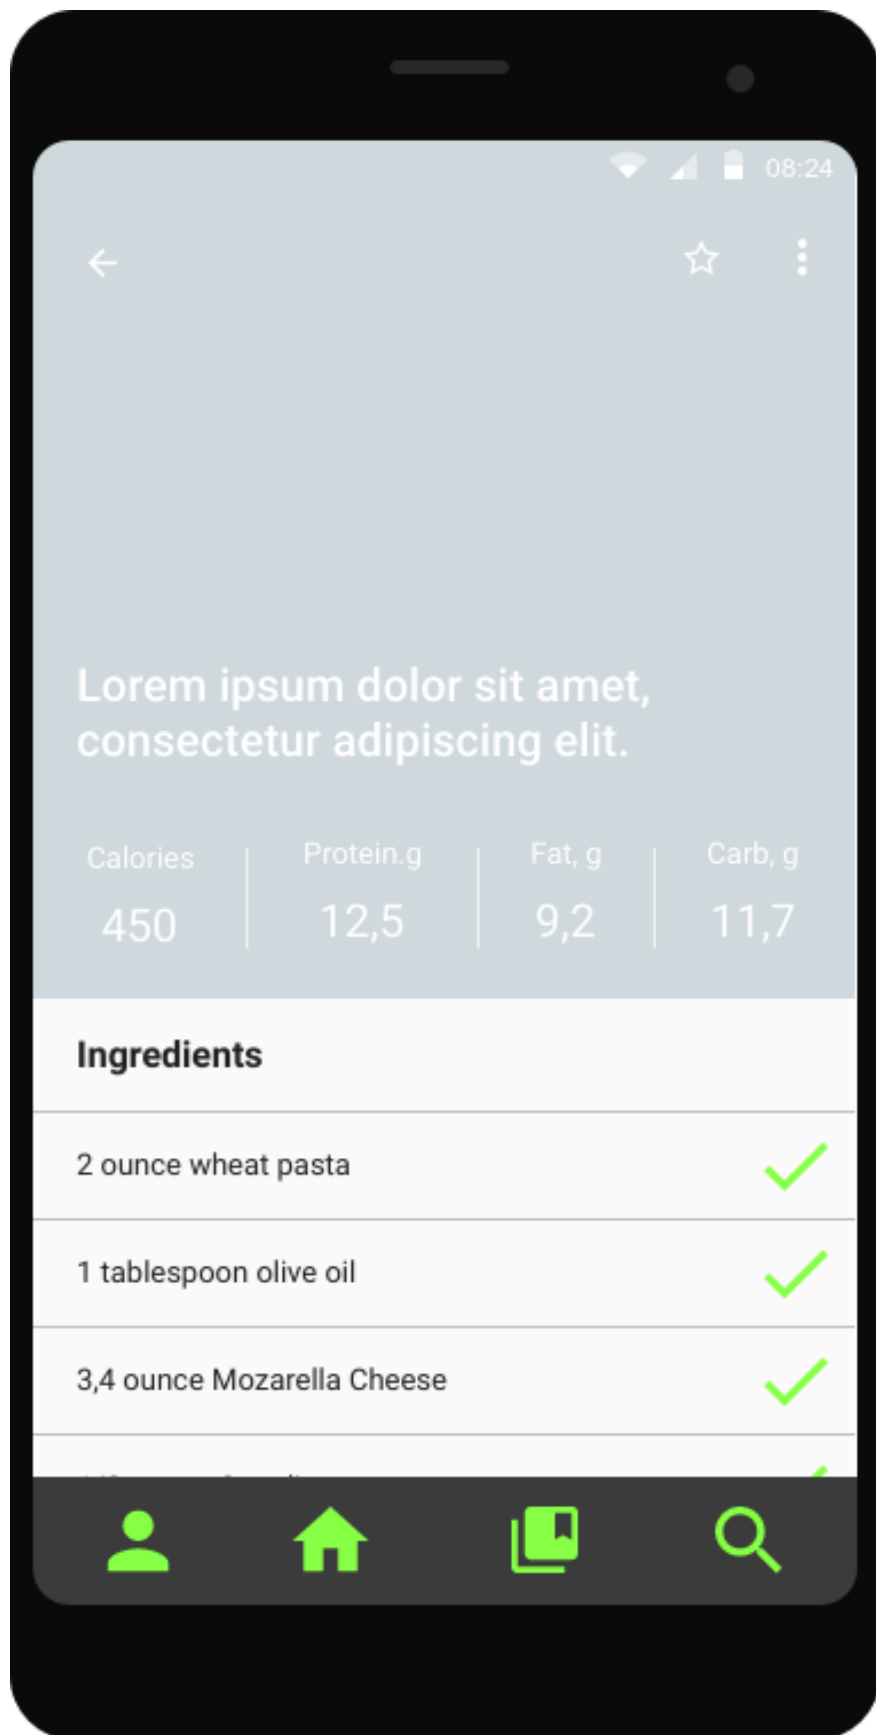 08:24
Lorem ipsum dolor sit amet,
consectetur adipiscing elit.
Calories Protein.g Fat, g Carb, g
450 12,5 9,2 11,7
Ingredients
2 ounce wheat pasta
1 tablespoon olive oil
3,4 ounce Mozarella Cheese